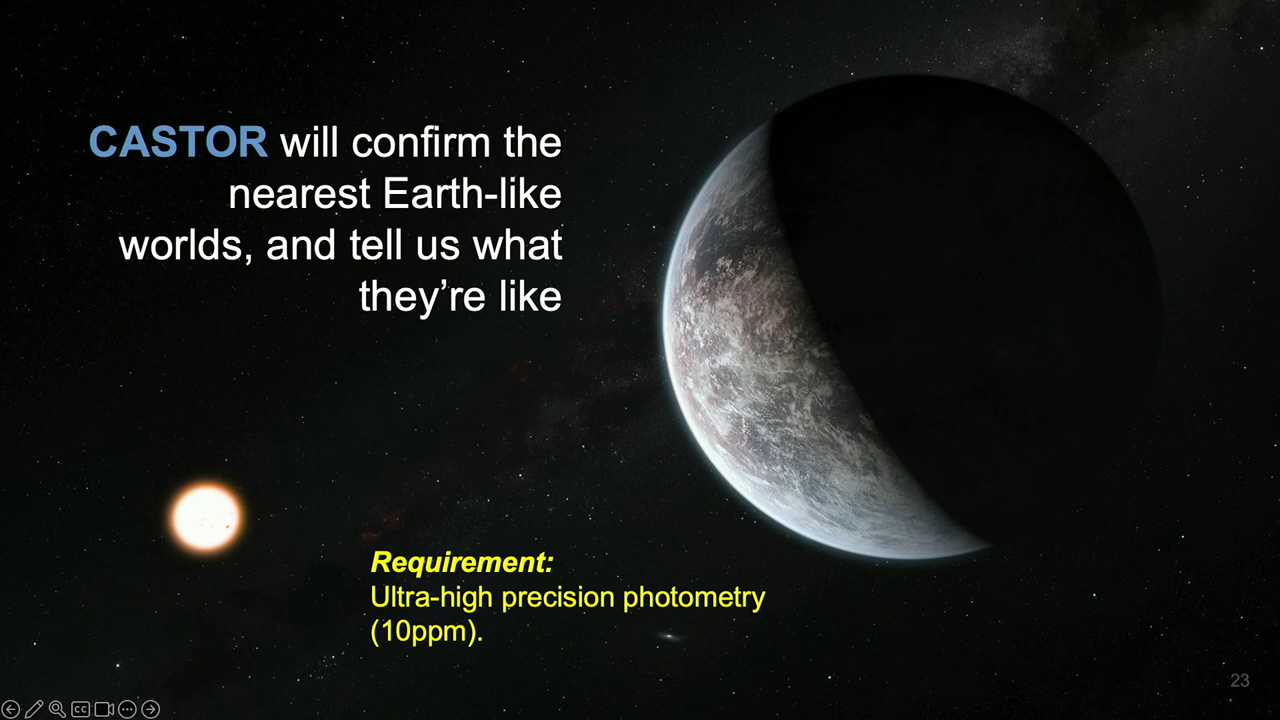 CASTOR will confirm the
nearest Earth-like
worlds, and tell us what
they’re like
Requirement:
Ultra-high precision photometry
(10ppm).
23
CC